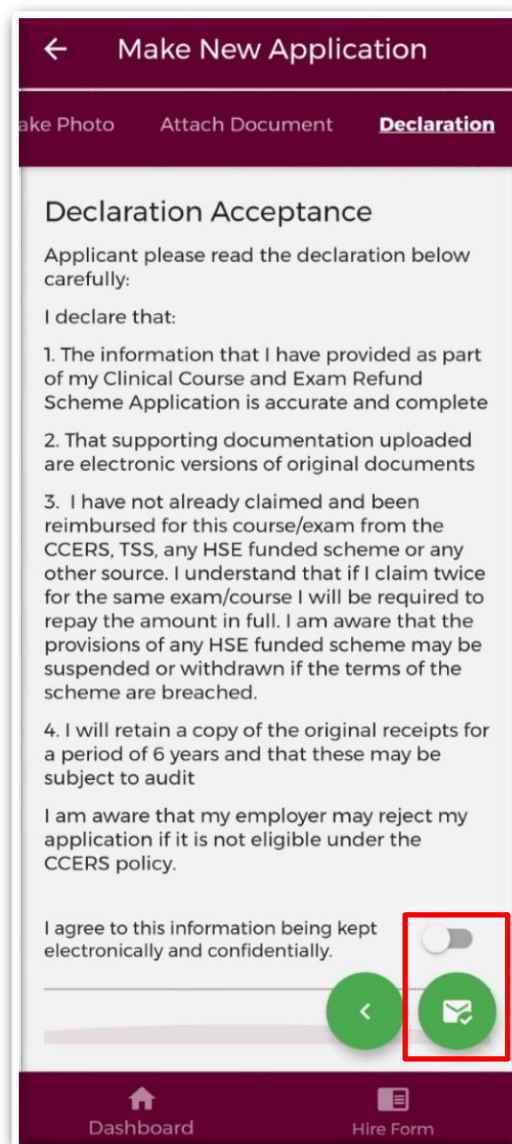 Make New Application
ake Photo Attach Document Declaration
Declaration Acceptance
Applicant please read the declaration below
carefully:
I declare that:
1. The information that I have provided as part
of my Clinical Course and Exam Refund
Scheme Application is accurate and complete
2. That supporting documentation uploaded
are electronic versions of original documents
3. I have not already claimed and been
reimbursed for this course/exam from the
CCERS, TSS, any HSE funded scheme or any
other source. I understand that if I claim twice
for the same exam/course I will be required to
repay the amount in full. I am aware that the
provisions of any HSE funded scheme may be
suspended or withdrawn if the terms of the
scheme are breached.
4. I will retain a copy of the original receipts for
a period of 6 years and that these may be
subject to audit
I am aware that my employer may reject my
application if it is not eligible under the
CCERS policy.
I agree to this information being kept
electronically and confidentially.
Dashboard Hire Form